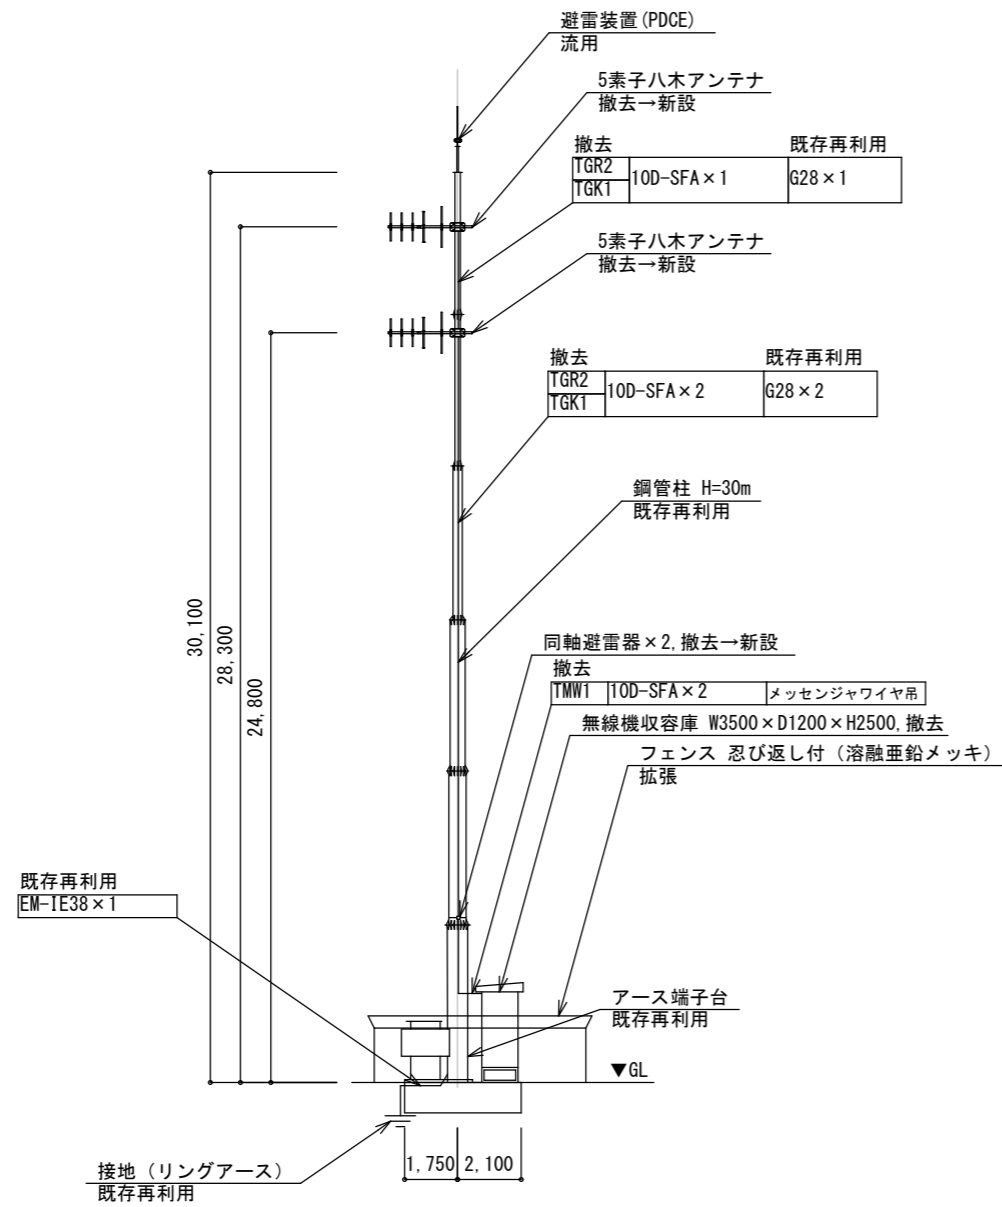 避雷装置(PDCE)
流用
5素子八木アンテナ
撤去→新設
撤去 既存再利用
TGR2
TGK1
10D-SFA×1
G28×1
5素子八木アンテナ
撤去→新設
撤去 既存再利用
TGR2
TGK1
10D-SFA×2
G28×2
鋼管柱 H=30m
既存再利用
30,100
28,300
24,800
同軸避雷器×2,撤去→新設
撤去
TMW1 10D-SFA×2 メッセンジャワイヤ吊
無線機収容庫 W3500×D1200×H2500,撤去
フェンス 忍び返し付（溶融亜鉛メッキ）
拡張
既存再利用
EM-IE38×1
アース端子台
既存再利用
▼GL
1,750 2,100
接地（リングアース）
既存再利用